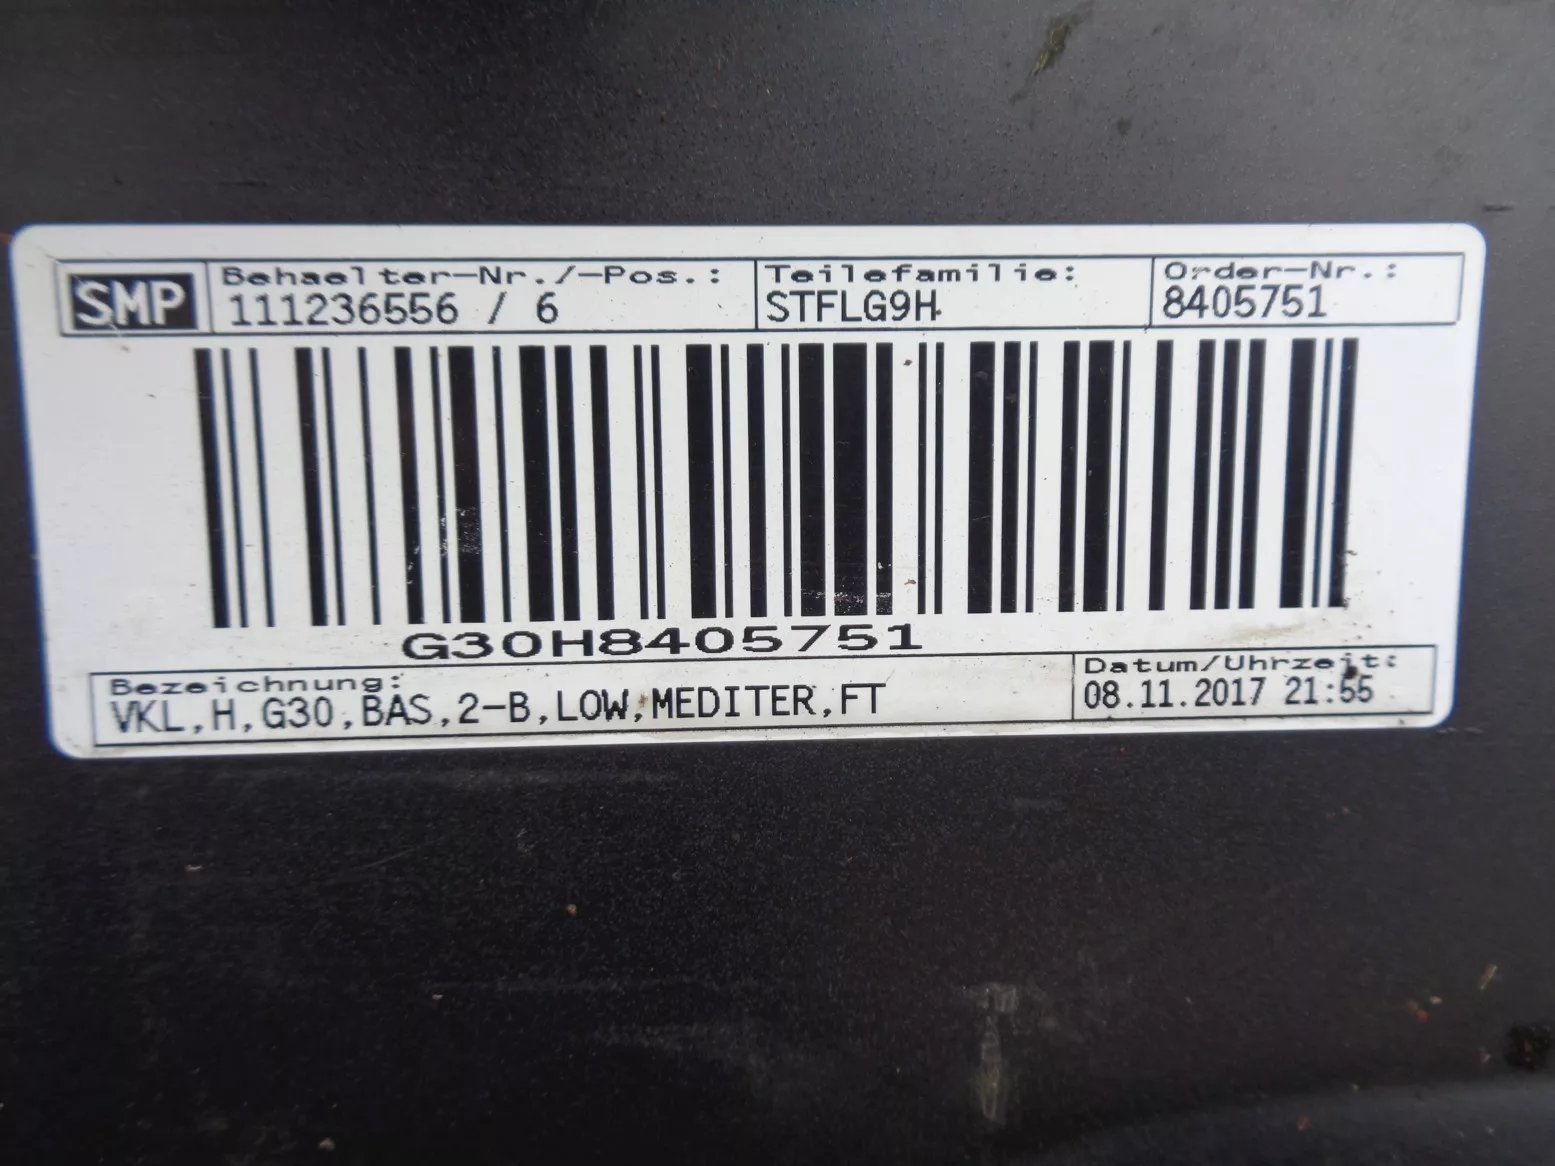 SMP
Behaelter-Nr./-Pos.:
111236556 / 6
Teilefamilie:
STFLG9H
Order-Nr.:
8405751
G30H8405751
Bezeichnung:
VKL,H,G30,BAS,2-B,LOW,MEDITER,FT
Datum/Uhrzeit:
08.11.2017 21:55